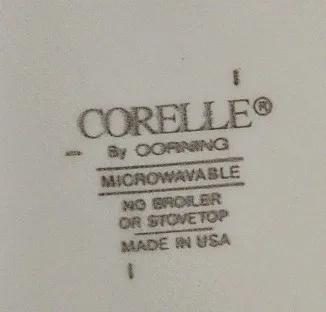 CORELLE®
By CORNING
MICROWAVABLE
NO BROILER
OR STOVETOP
MADE IN USA